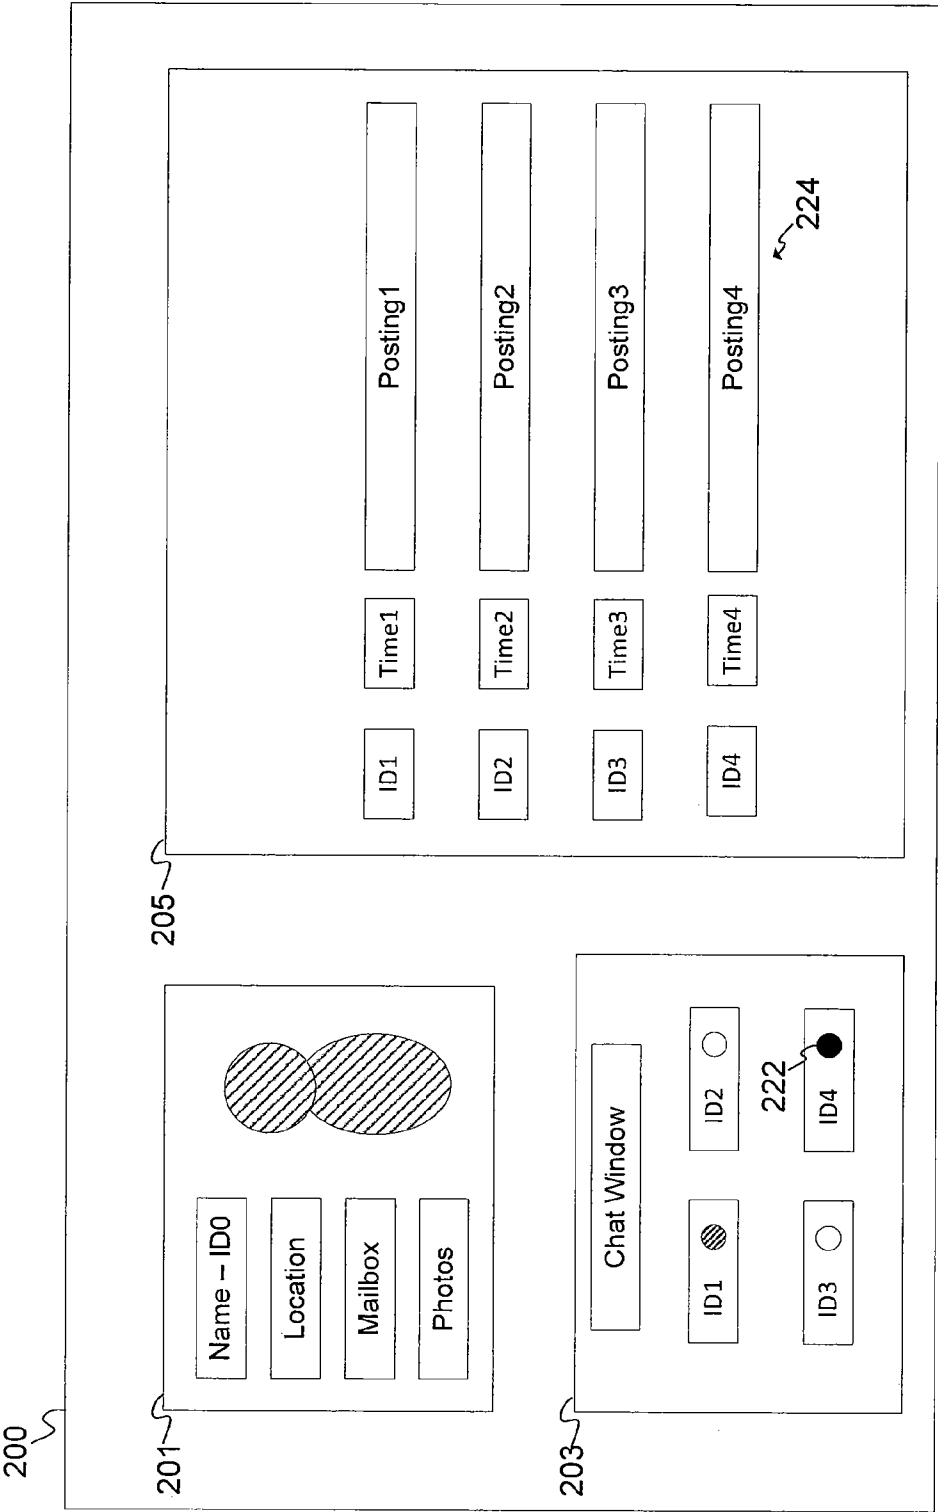 200
201
Name – ID0
Location
Mailbox
Photos
203
Chat Window
ID1
ID2
ID3
ID4
222
205
ID1 Time1 Posting1
ID2 Time2 Posting2
ID3 Time3 Posting3
ID4 Time4 Posting4
224